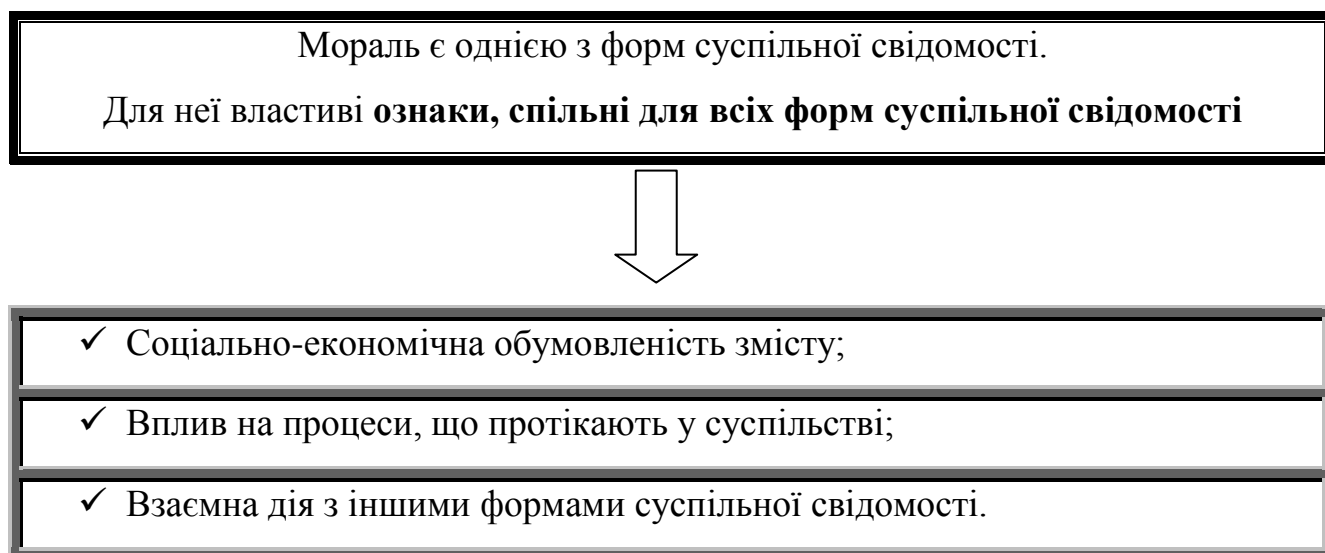 Мораль є однією з форм суспільної свідомості.
Для неї властиві ознаки, спільні для всіх форм суспільної свідомості
✓ Соціально-економічна обумовленість змісту;
✓ Вплив на процеси, що протікають у суспільстві;
✓ Взаємна дія з іншими формами суспільної свідомості.